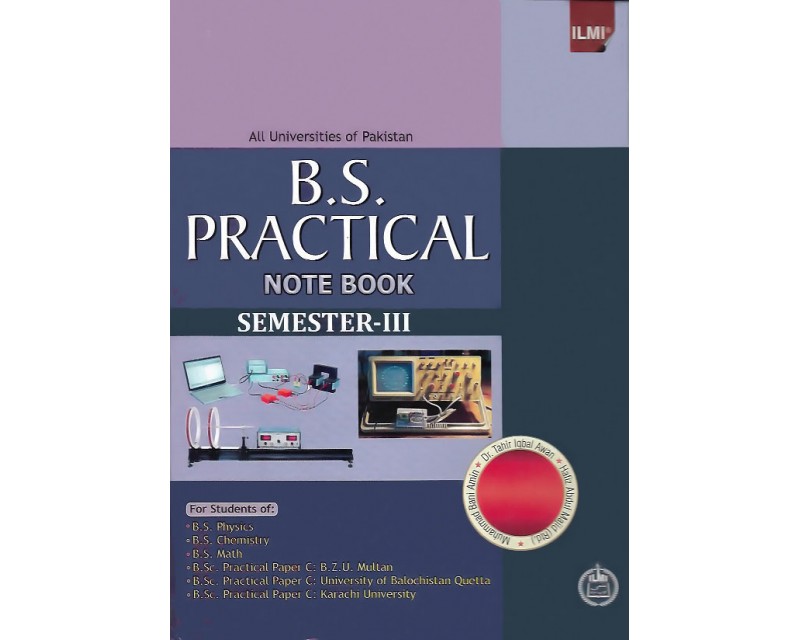 ILMI®
All Universities of Pakistan
B.S.
PRACTICAL
NOTE BOOK
SEMESTER-III
Muhammad Bani Amin ★ Dr. Tahir Iqbal Awan ★ Hafiz Abdul Majid (Rtd.) ★
For Students of:
B.S. Physics
B.S. Chemistry
B.S. Math
B.Sc. Practical Paper C: B.Z.U. Multan
B.Sc. Practical Paper C: University of Balochistan Quetta
B.Sc. Practical Paper C: Karachi University
ILMI